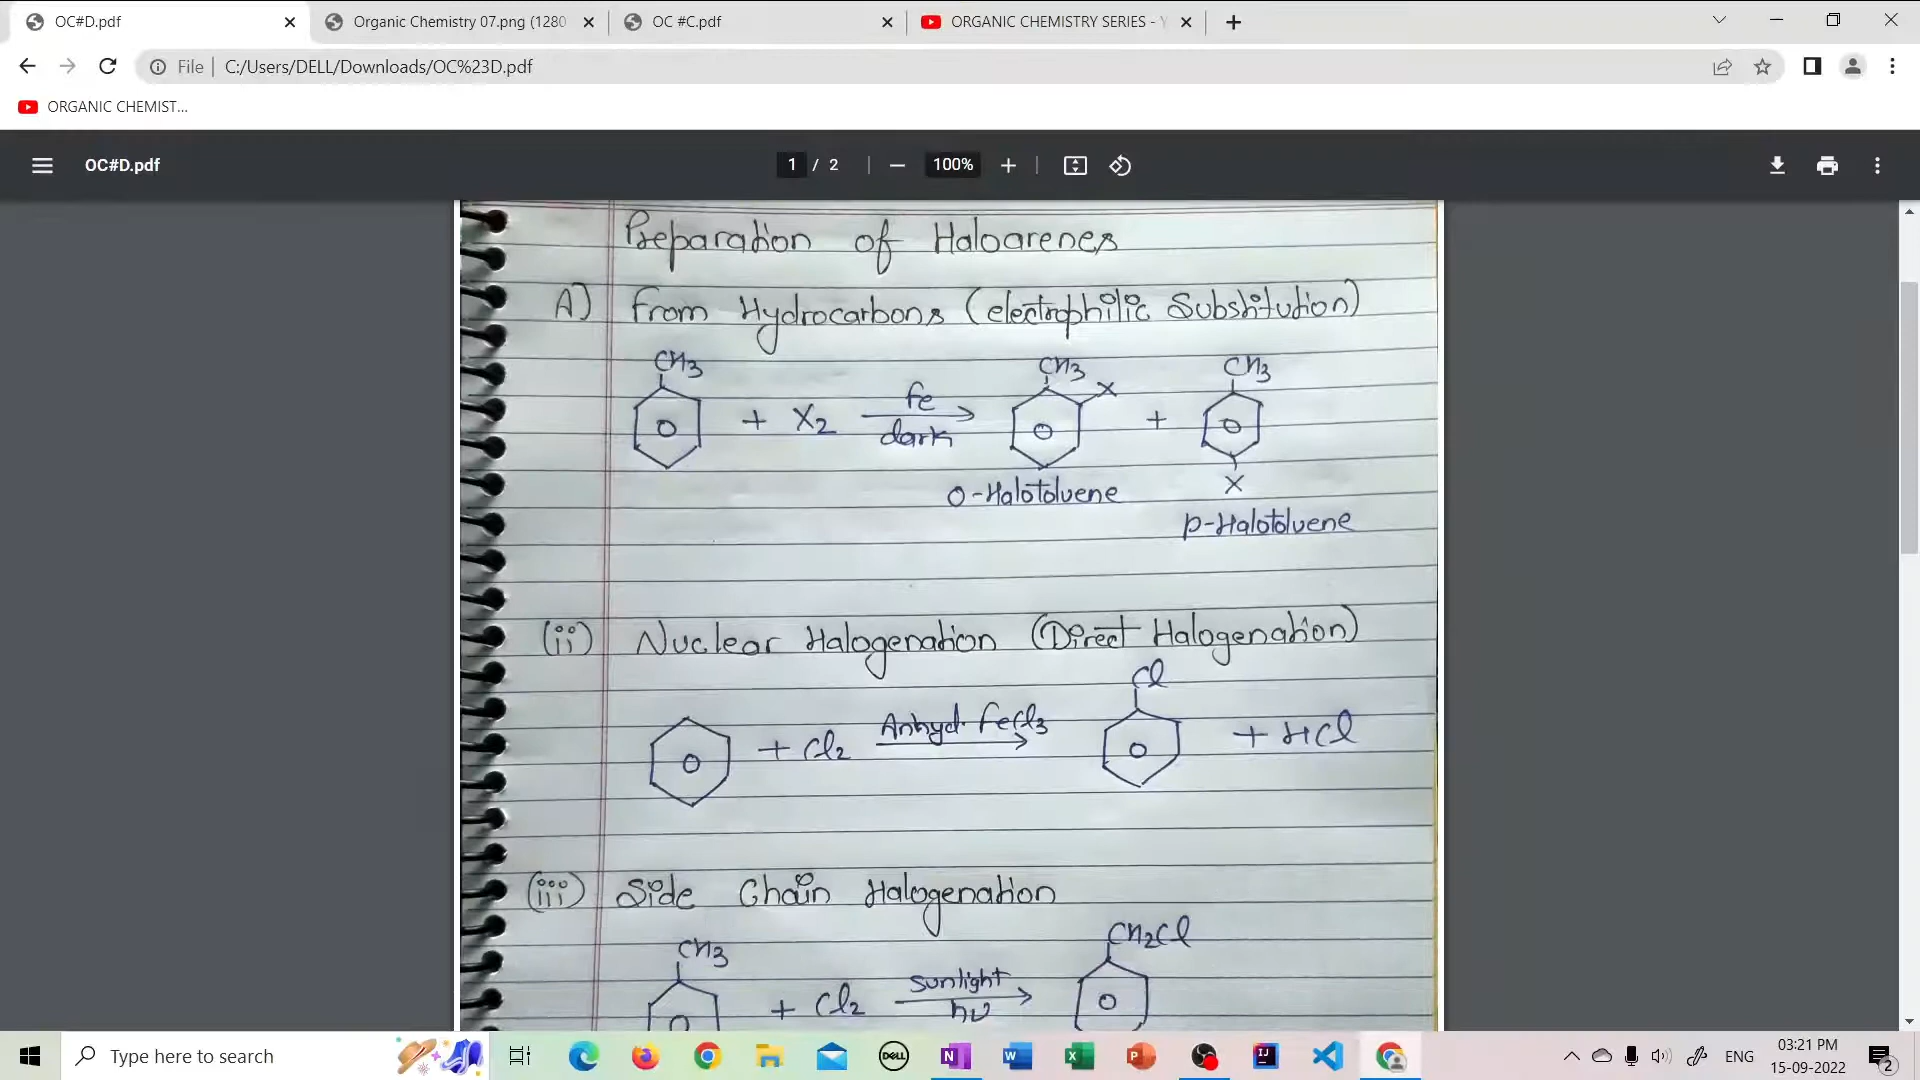 OC#D.pdf
Organic Chemistry 07.png (1280
OC #C.pdf
ORGANIC CHEMISTRY SERIES - Y
File | C:/Users/DELL/Downloads/OC%23D.pdf
ORGANIC CHEMIST...
OC#D.pdf
1 / 2
100%
Preparation of Haloarenes
A) From Hydrocarbons (electrophilic Substitution)
CH3 CH3 X CH3
+ X2 Fe dark +
X
o-Halotoluene
p-Halotoluene
(ii) Nuclear Halogenation (Direct Halogenation)
Cl
+ Cl2 Anhyd. FeCl3 + HCl
(iii) Side Chain Halogenation
CH3 CH2Cl
+ Cl2 sunlight hν
Type here to search
DELL
ENG
03:21 PM
15-09-2022
2